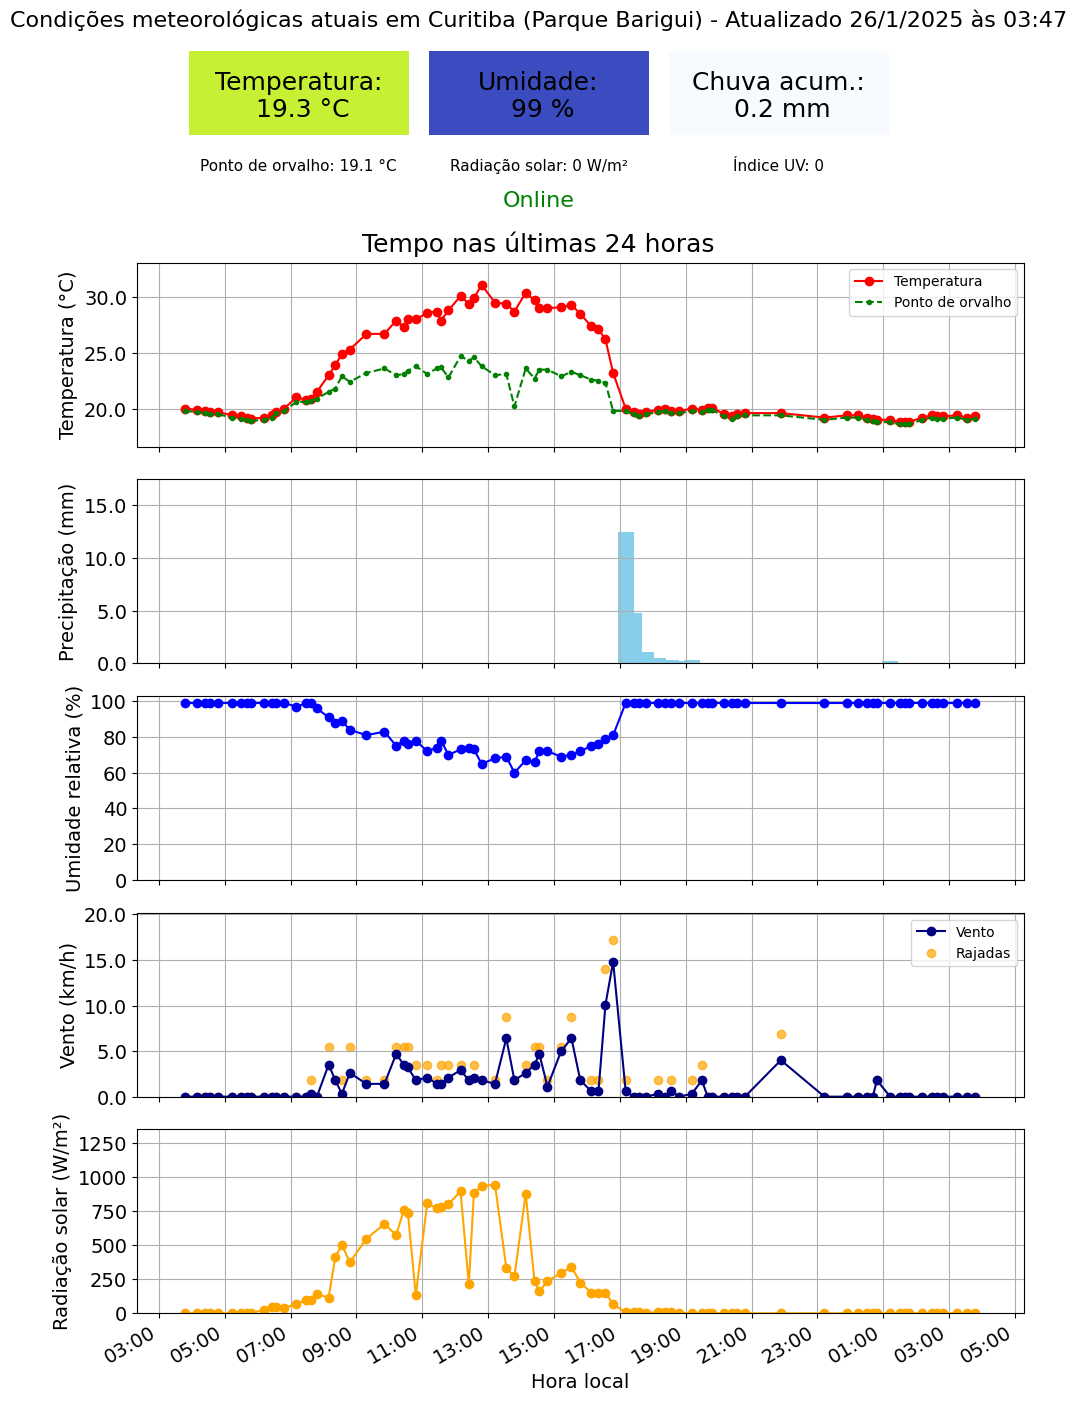 Condições meteorológicas atuais em Curitiba (Parque Barigui) - Atualizado 26/1/2025 às 03:47
Temperatura:
19.3 °C
Umidade:
99 %
Chuva acum.:
0.2 mm
Ponto de orvalho: 19.1 °C
Radiação solar: 0 W/m²
Índice UV: 0
Online
Tempo nas últimas 24 horas
Temperatura (°C)
30.0
25.0
20.0
Temperatura
Ponto de orvalho
Precipitação (mm)
15.0
10.0
5.0
0.0
Umidade relativa (%)
100
80
60
40
20
0
Vento (km/h)
20.0
15.0
10.0
5.0
0.0
Vento
Rajadas
Radiação solar (W/m²)
1250
1000
750
500
250
0
03:00
05:00
07:00
09:00
11:00
13:00
15:00
17:00
19:00
21:00
23:00
01:00
03:00
05:00
Hora local